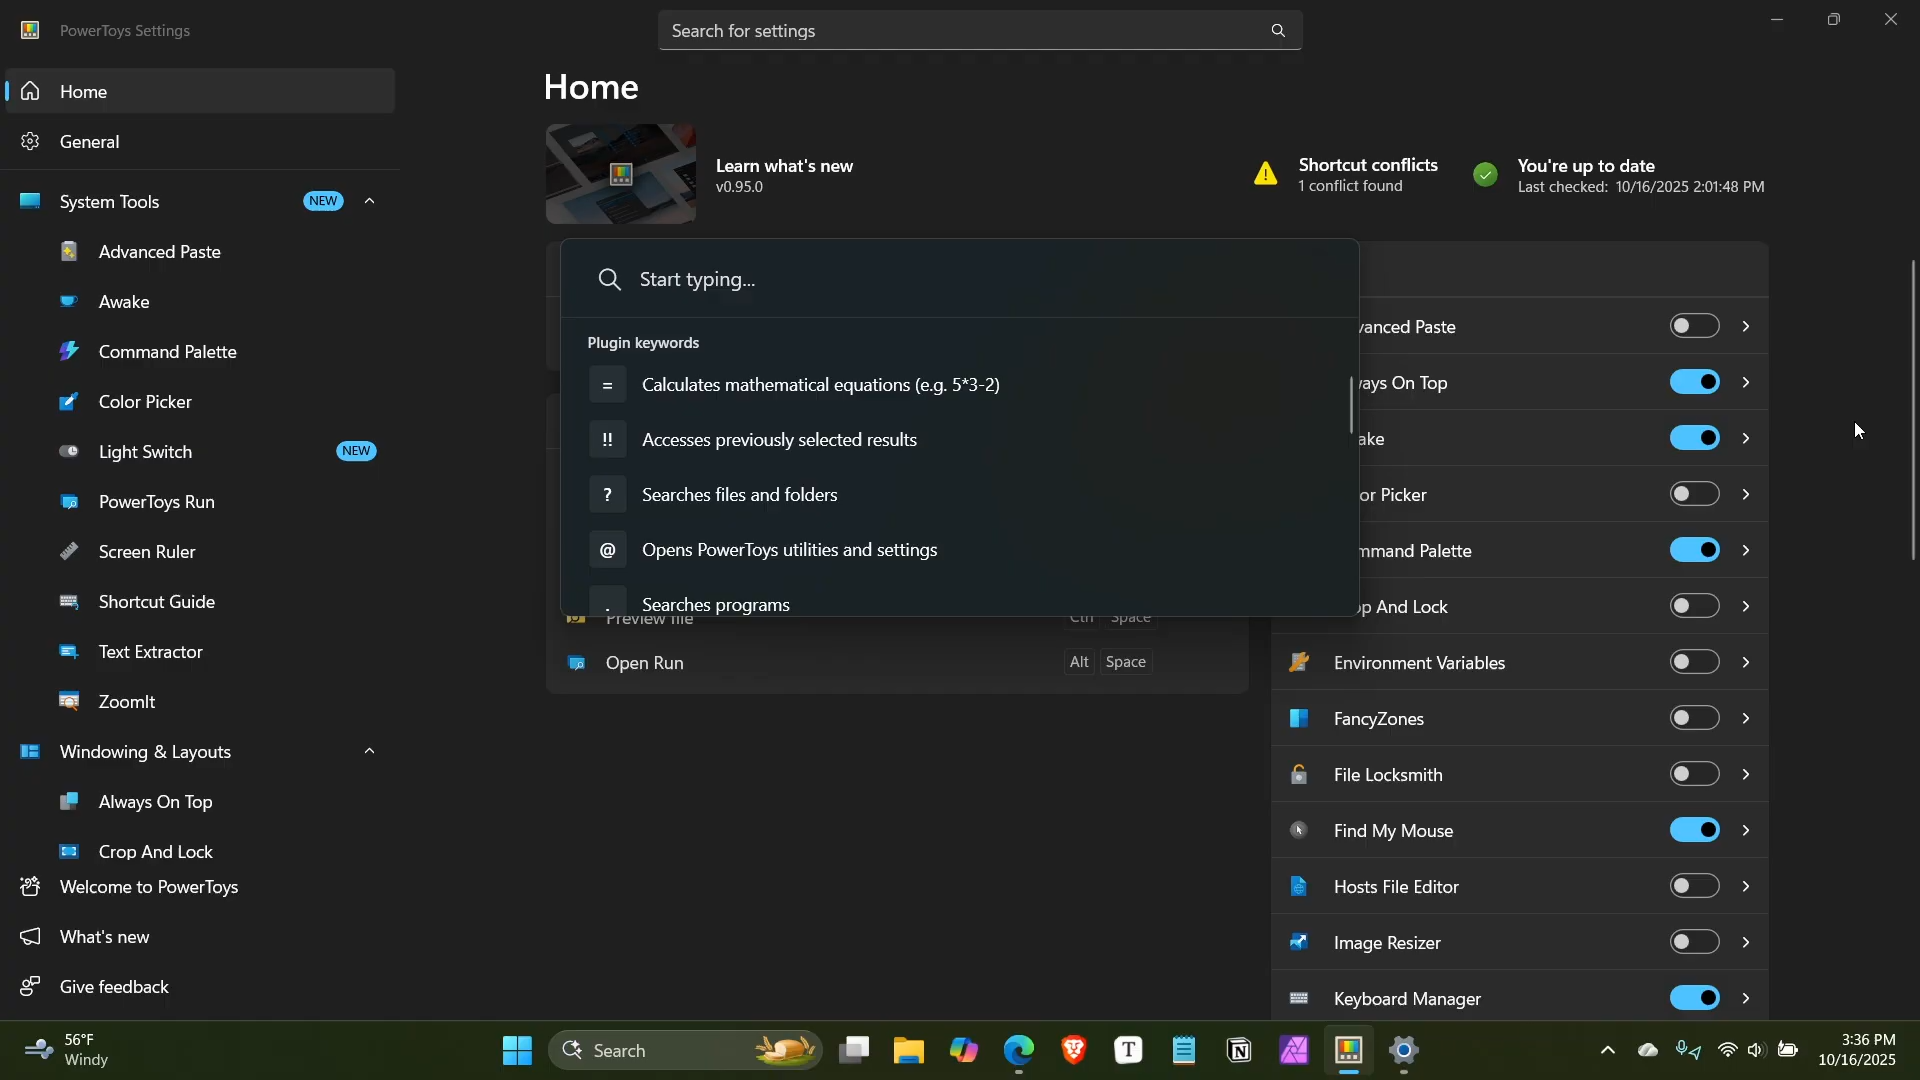 PowerToys Settings
Search for settings
Home
General
System Tools
NEW
Advanced Paste
Awake
Command Palette
Color Picker
Light Switch
NEW
PowerToys Run
Screen Ruler
Shortcut Guide
Text Extractor
ZoomIt
Windowing & Layouts
Always On Top
Crop And Lock
Welcome to PowerToys
What's new
Give feedback
Home
Learn what's new
v0.95.0
Shortcut conflicts
1 conflict found
You're up to date
Last checked: 10/16/2025 2:01:48 PM
Start typing...
Plugin keywords
= Calculates mathematical equations (e.g. 5*3-2)
!! Accesses previously selected results
? Searches files and folders
@ Opens PowerToys utilities and settings
. Searches programs
Preview file
Ctrl Space
Open Run
Alt Space
vanced Paste
ways On Top
ake
or Picker
mmand Palette
op And Lock
Environment Variables
FancyZones
File Locksmith
Find My Mouse
Hosts File Editor
Image Resizer
Keyboard Manager
56°F
Windy
Search
T
N
3:36 PM
10/16/2025